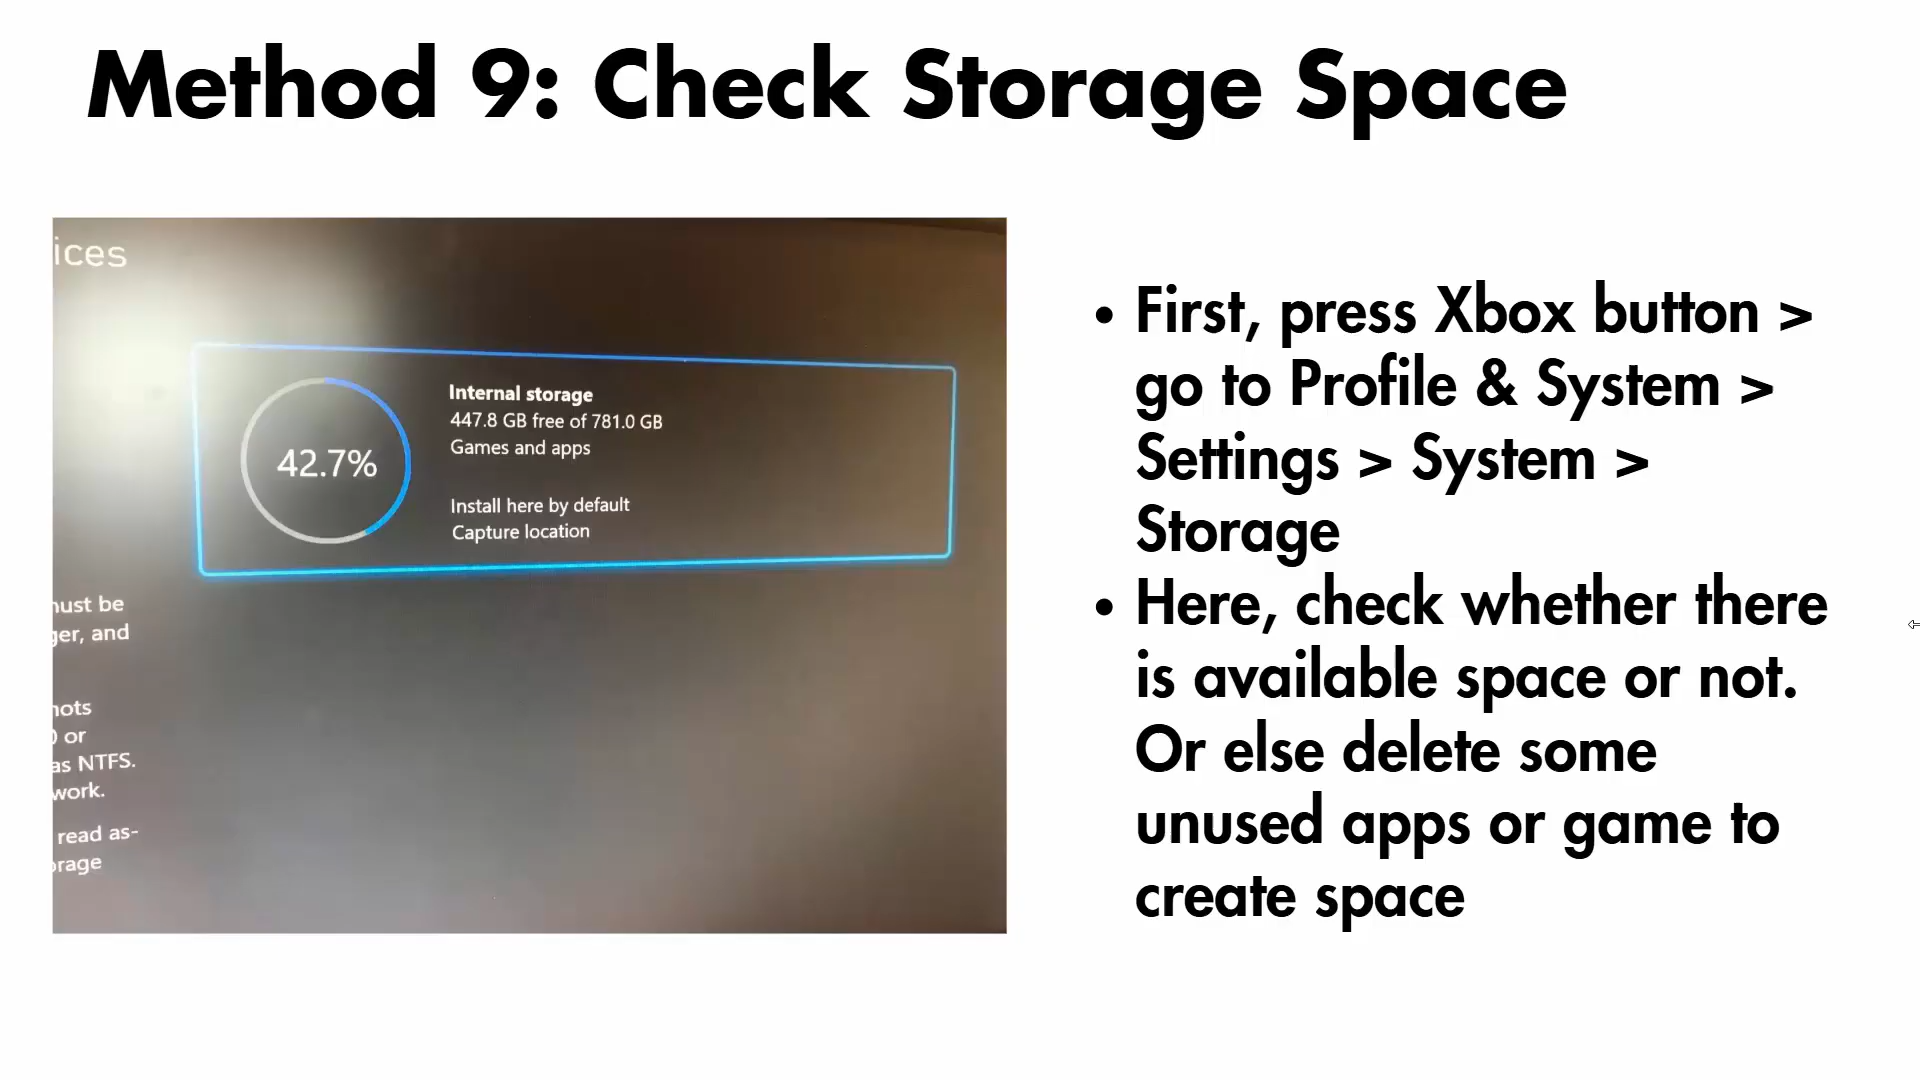 Method 9: Check Storage Space
ices
42.7%
Internal storage
447.8 GB free of 781.0 GB
Games and apps
Install here by default
Capture location
must be
ger, and
nots
or
as NTFS.
work.
read as-
orage
• First, press Xbox button >
go to Profile & System >
Settings > System >
Storage
• Here, check whether there
is available space or not.
Or else delete some
unused apps or game to
create space